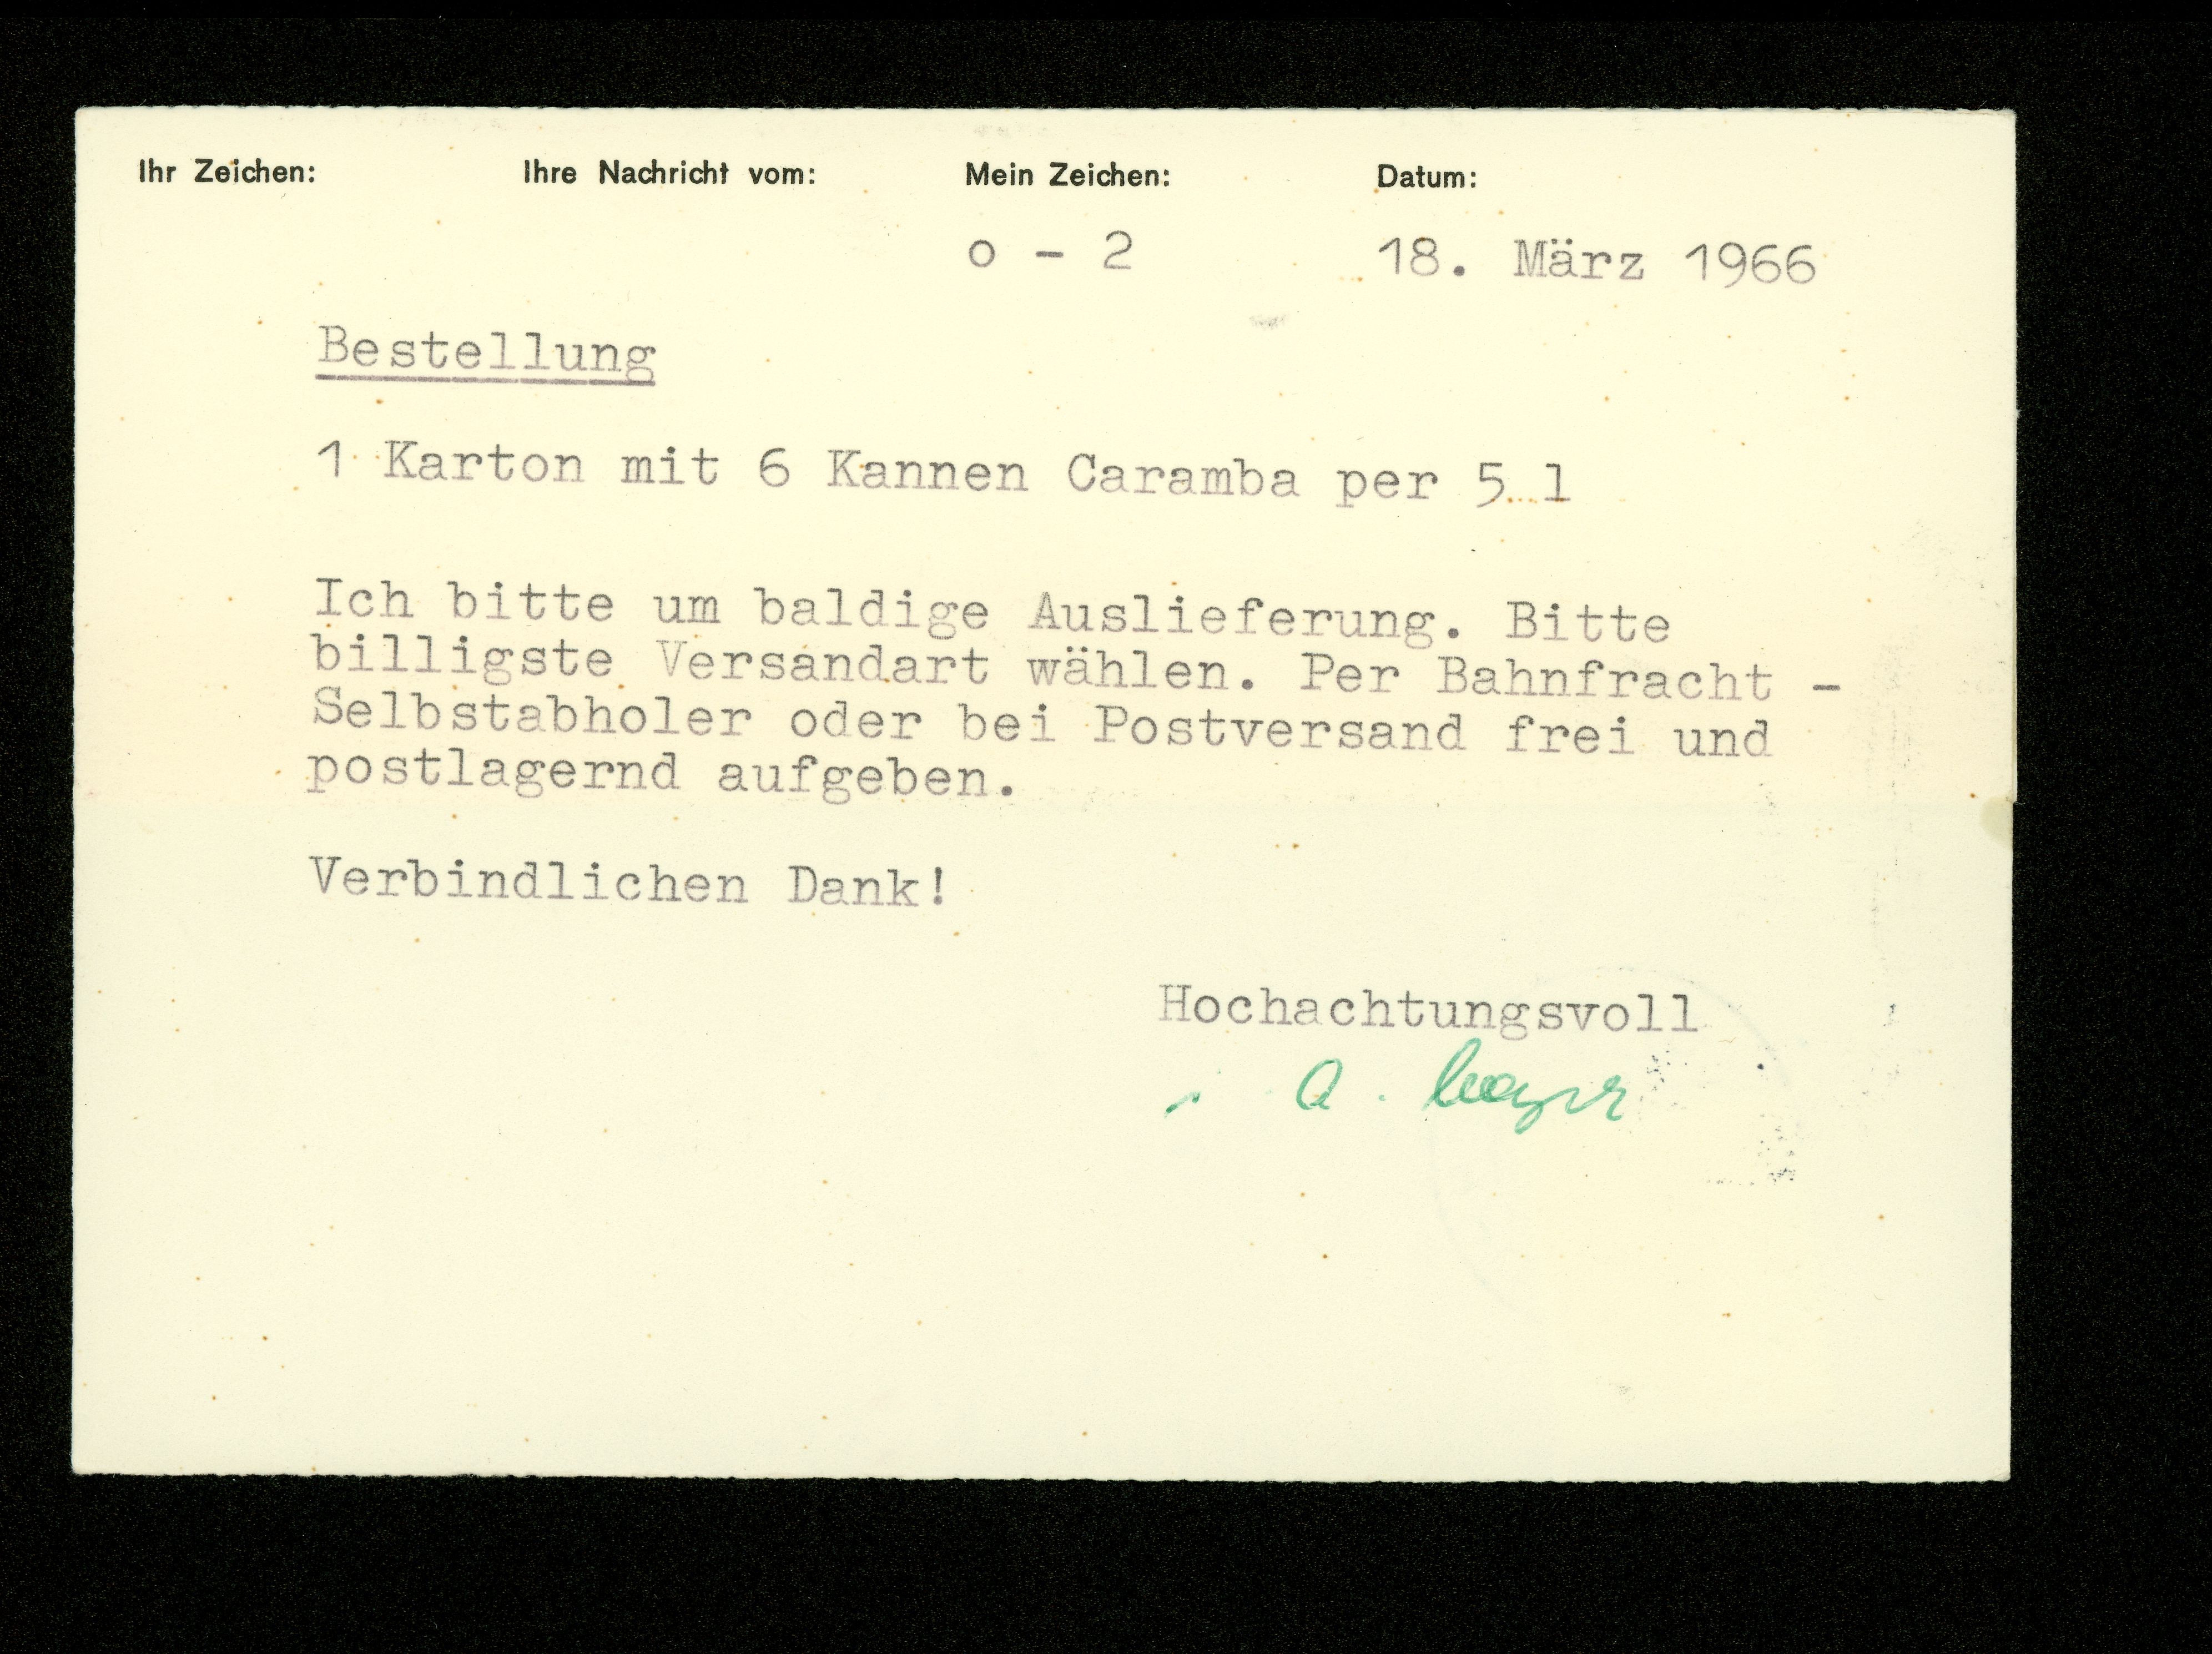 Ihr Zeichen: Ihre Nachricht vom: Mein Zeichen: Datum:
o - 2 18. März 1966
Bestellung
1 Karton mit 6 Kannen Caramba per 5 l
Ich bitte um baldige Auslieferung. Bitte
billigste Versandart wählen. Per Bahnfracht -
Selbstabholer oder bei Postversand frei und
postlagernd aufgeben.
Verbindlichen Dank!
Hochachtungsvoll